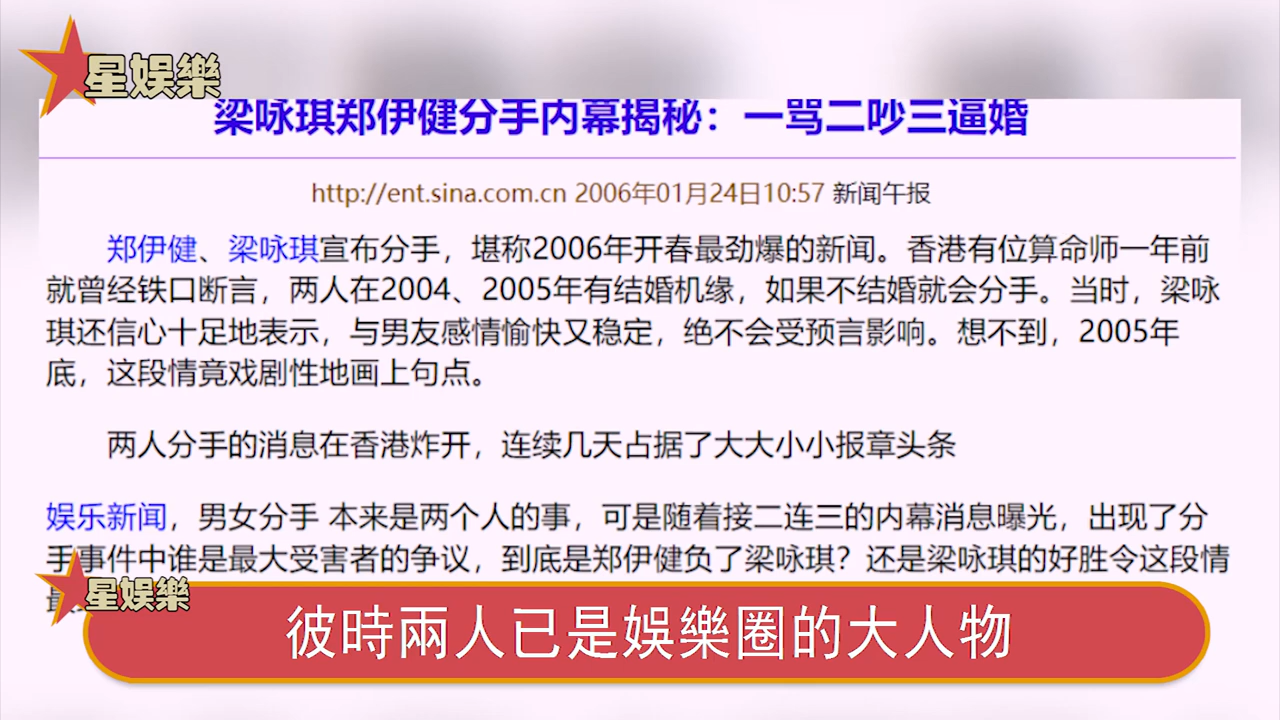 星娱樂
梁咏琪郑伊健分手内幕揭秘：一骂二吵三逼婚
http://ent.sina.com.cn 2006年01月24日10:57 新闻午报
郑伊健、梁咏琪宣布分手，堪称2006年开春最劲爆的新闻。香港有位算命师一年前
就曾经铁口断言，两人在2004、2005年有结婚机缘，如果不结婚就会分手。当时，梁咏
琪还信心十足地表示，与男友感情愉快又稳定，绝不会受预言影响。想不到，2005年
底，这段情竟戏剧性地画上句点。
两人分手的消息在香港炸开，连续几天占据了大大小小报章头条
娱乐新闻，男女分手 本来是两个人的事，可是随着接二连三的内幕消息曝光，出现了分
手事件中谁是最大受害者的争议，到底是郑伊健负了梁咏琪？还是梁咏琪的好胜令这段情
星娱樂
彼時兩人已是娛樂圈的大人物